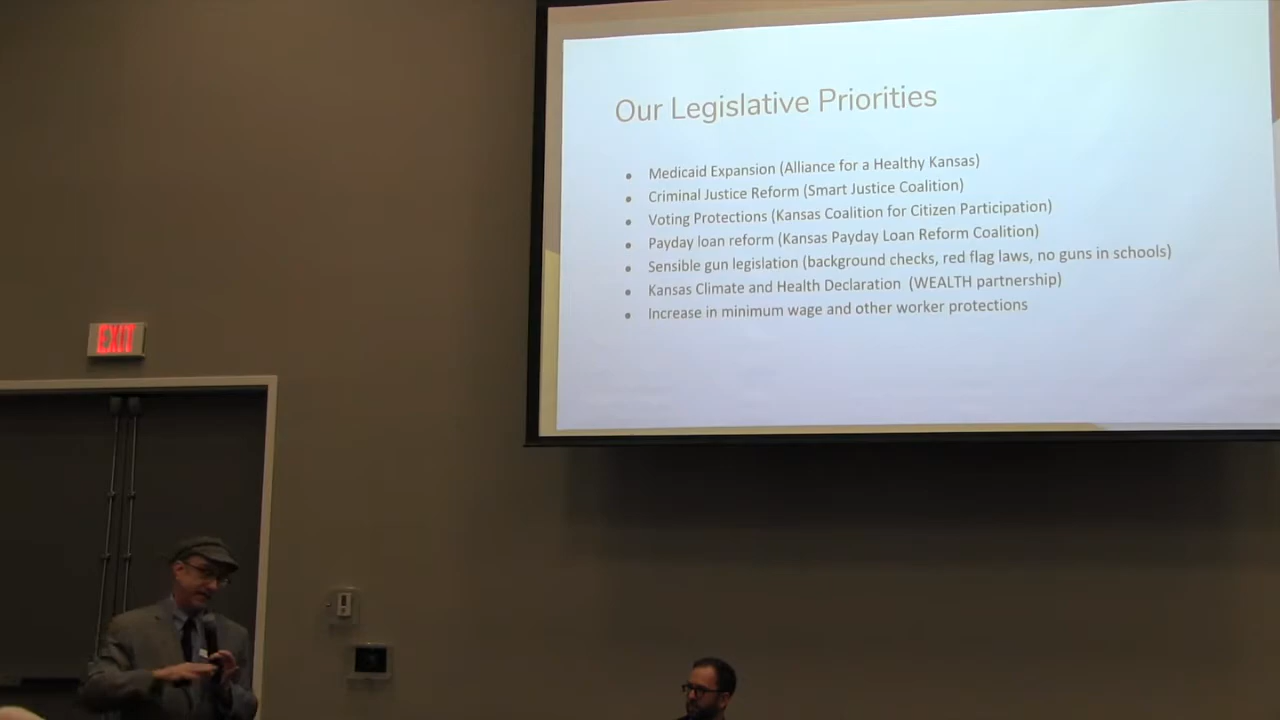 Our Legislative Priorities
• Medicaid Expansion (Alliance for a Healthy Kansas)
• Criminal Justice Reform (Smart Justice Coalition)
• Voting Protections (Kansas Coalition for Citizen Participation)
• Payday loan reform (Kansas Payday Loan Reform Coalition)
• Sensible gun legislation (background checks, red flag laws, no guns in schools)
• Kansas Climate and Health Declaration (WEALTH partnership)
• Increase in minimum wage and other worker protections
EXIT